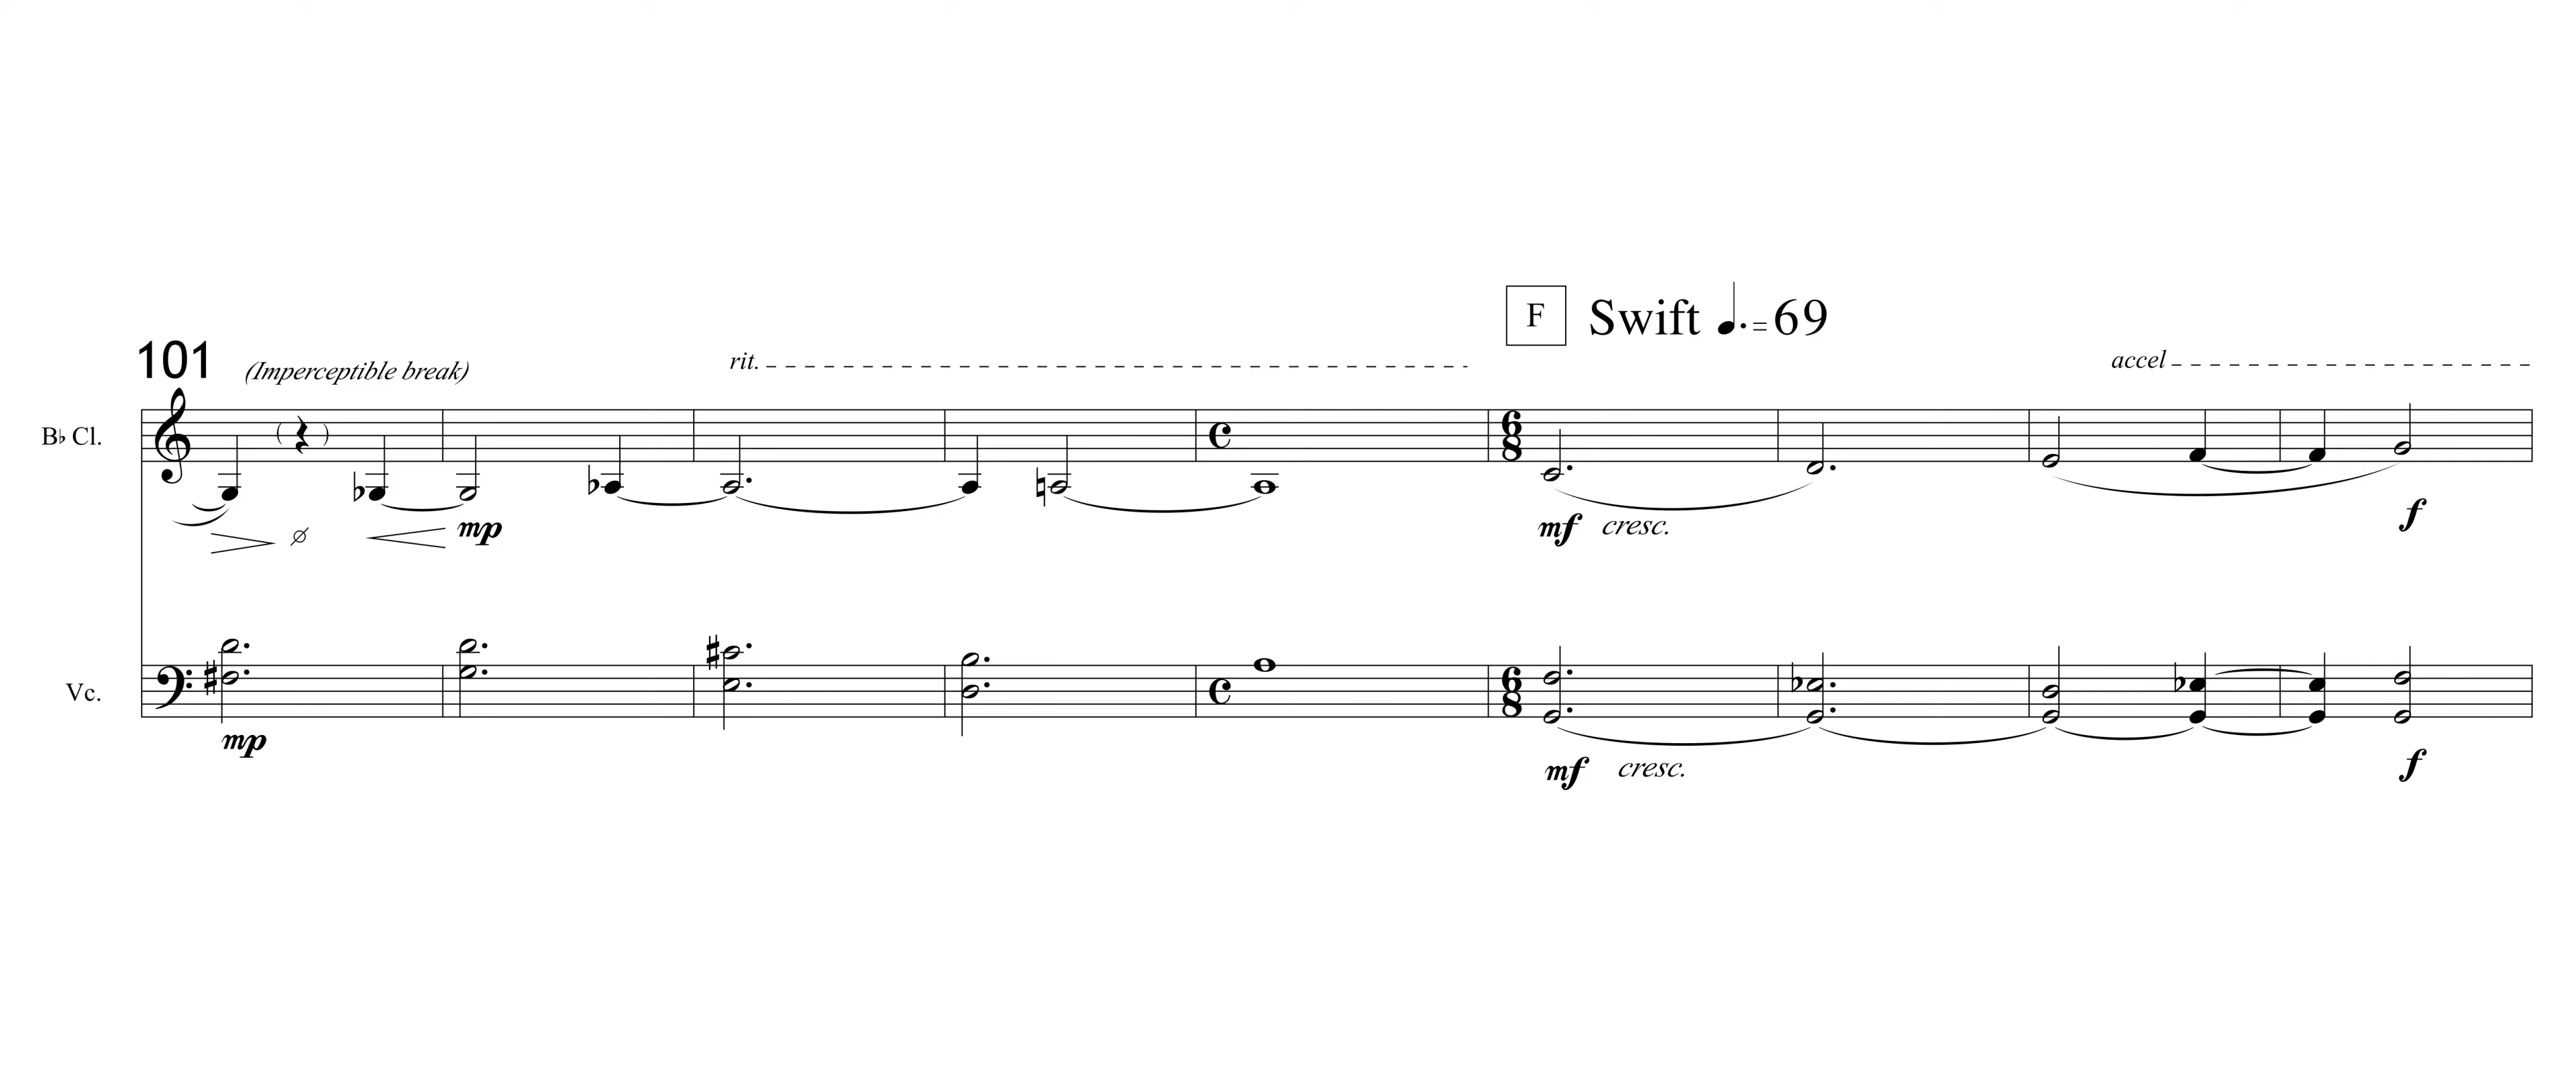 F Swift ♩.=69
101 (Imperceptible break) rit. accel
B♭ Cl.
mp mf cresc. f
Vc.
mp mf cresc. f